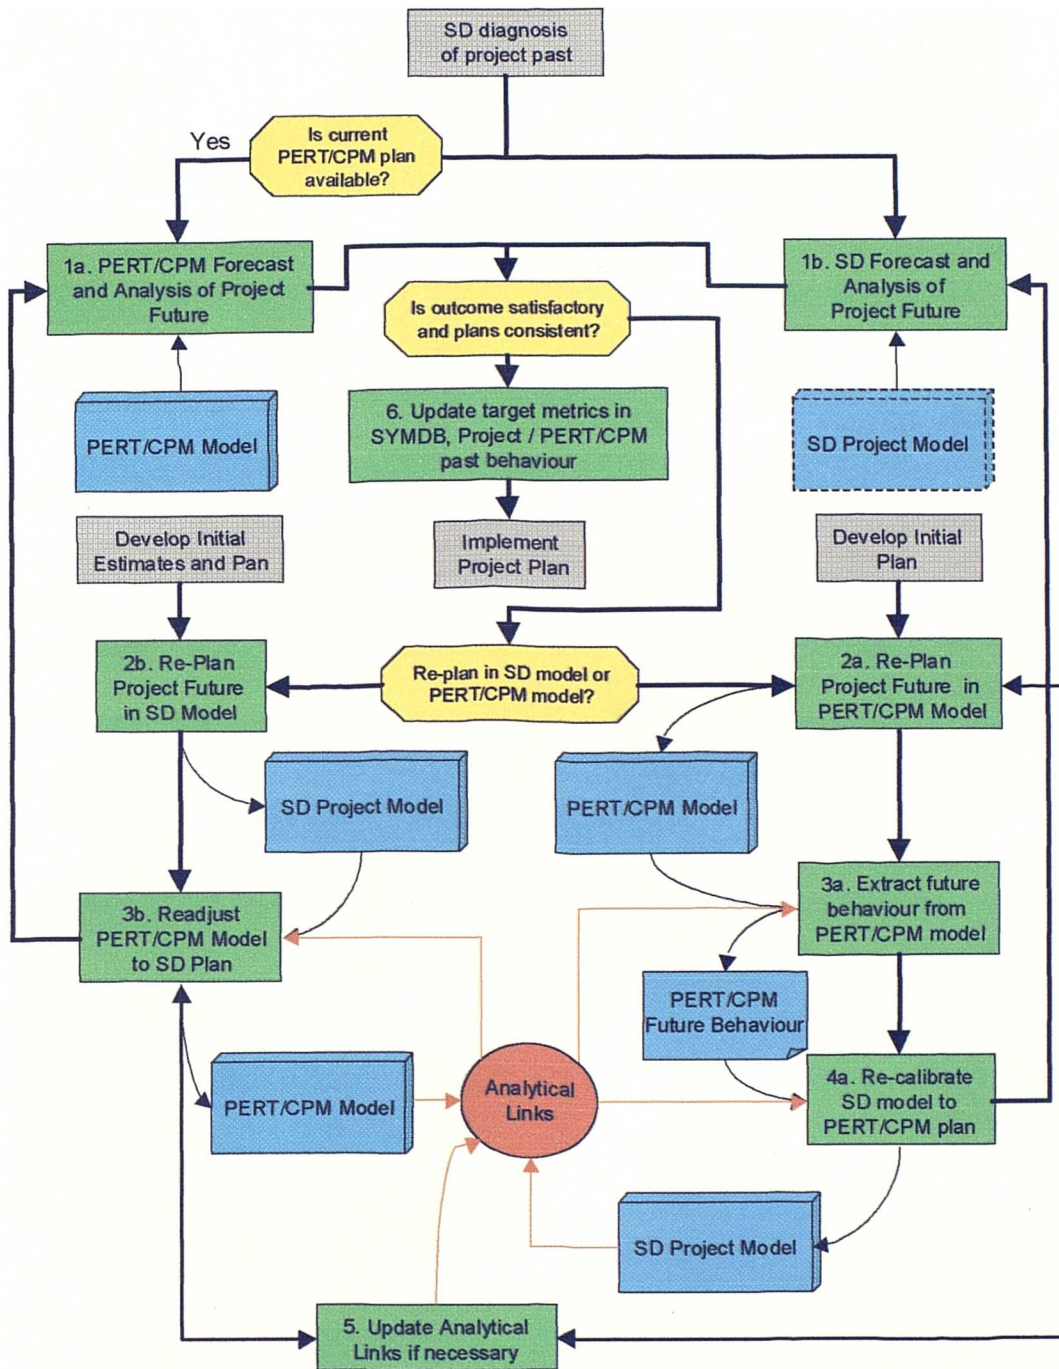 SD diagnosis
of project past
Yes
Is current
PERT/CPM plan
available?
1a. PERT/CPM Forecast
and Analysis of Project
Future
1b. SD Forecast and
Analysis of
Project Future
Is outcome satisfactory
and plans consistent?
PERT/CPM Model
6. Update target metrics in
SYMDB, Project / PERT/CPM
past behaviour
SD Project Model
Develop Initial
Estimates and Pan
Implement
Project Plan
Develop Initial
Plan
2b. Re-Plan
Project Future
in SD Model
Re-plan in SD model or
PERT/CPM model?
2a. Re-Plan
Project Future in
PERT/CPM Model
SD Project Model
PERT/CPM Model
3b. Readjust
PERT/CPM Model
to SD Plan
3a. Extract future
behaviour from
PERT/CPM model
PERT/CPM
Future Behaviour
PERT/CPM Model
Analytical
Links
4a. Re-calibrate
SD model to
PERT/CPM plan
SD Project Model
5. Update Analytical
Links if necessary